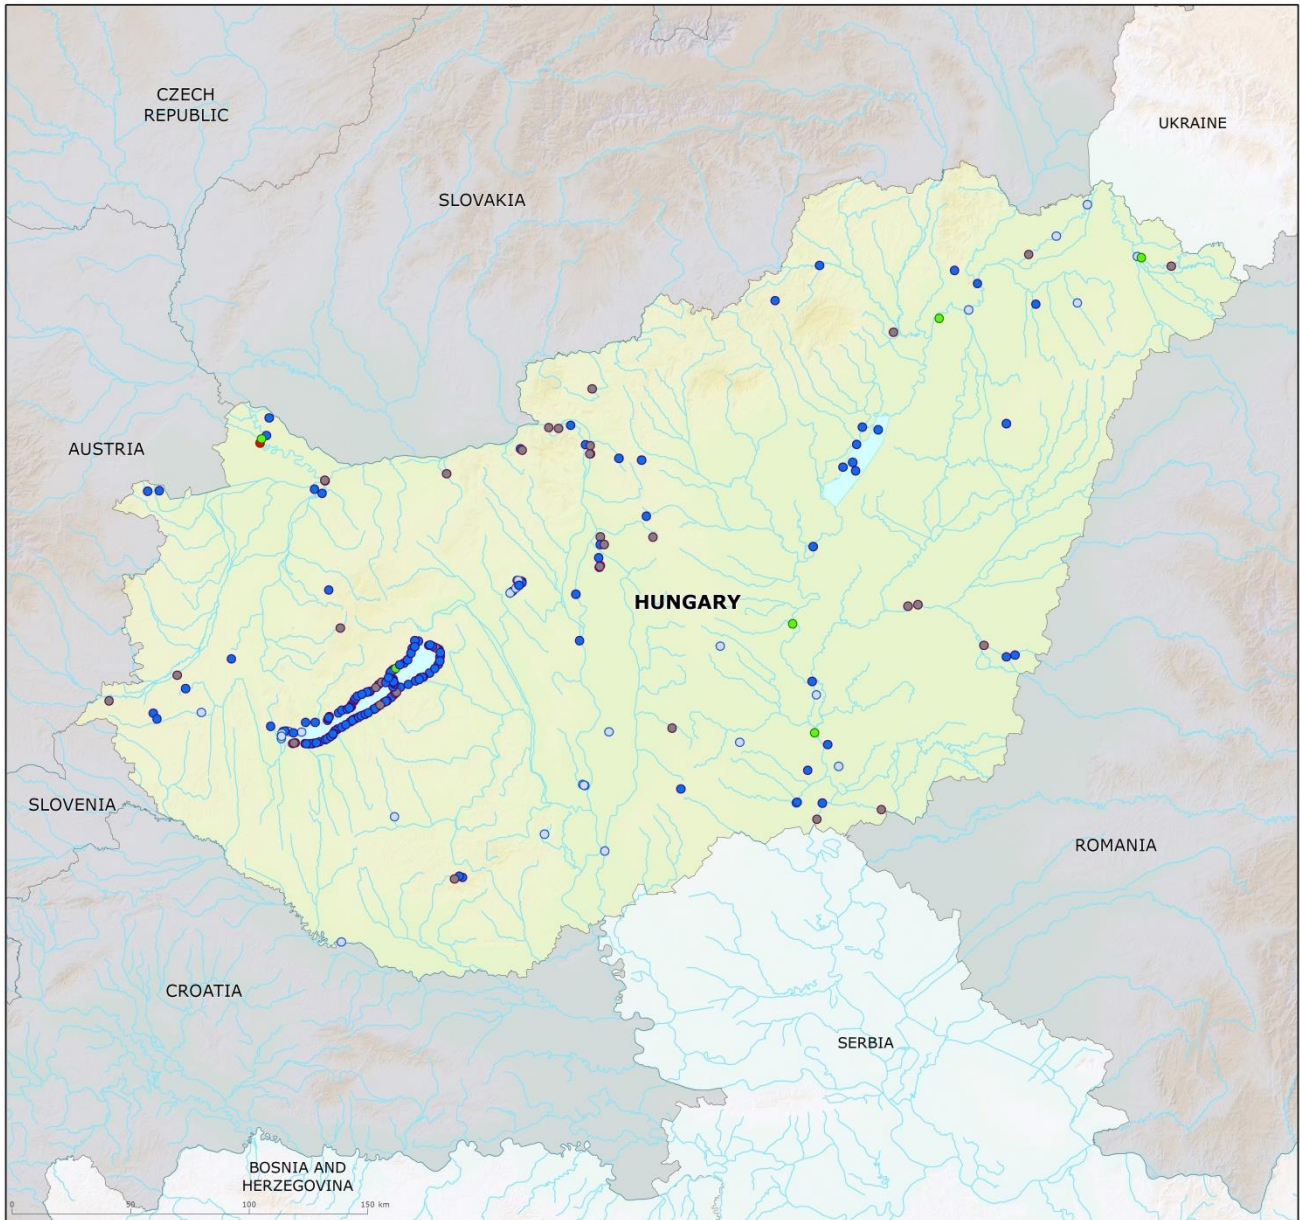 CZECH
REPUBLIC
UKRAINE
SLOVAKIA
AUSTRIA
HUNGARY
SLOVENIA
ROMANIA
CROATIA
SERBIA
BOSNIA AND
HERZEGOVINA
0 50 100 150 km